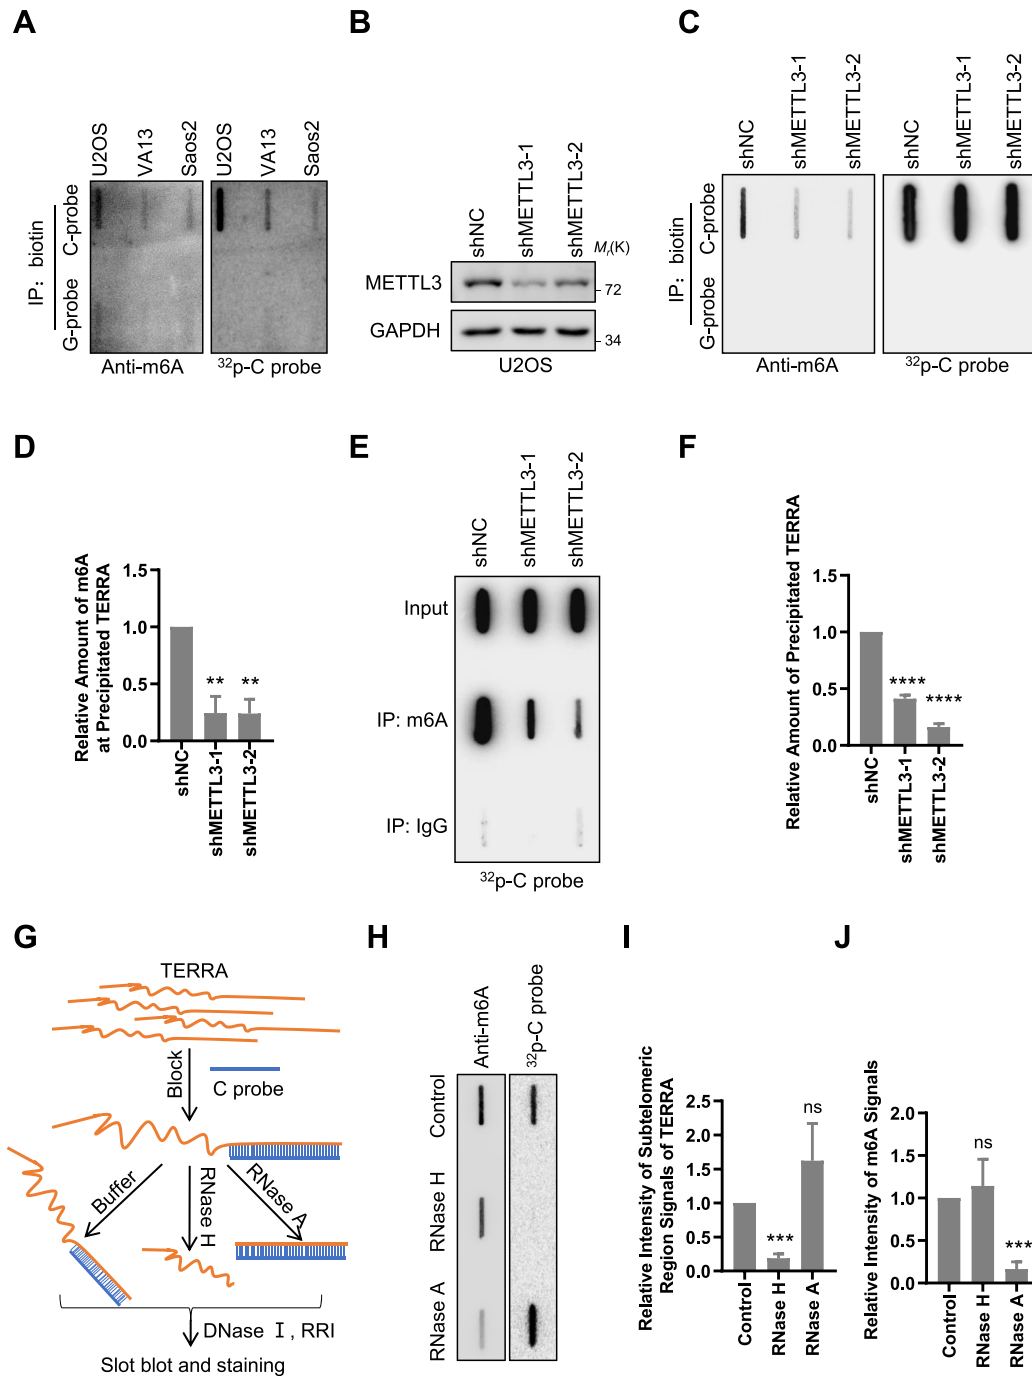 A
U2OS
VA13
Saos2
U2OS
VA13
Saos2
IP: biotin
C-probe
G-probe
Anti-m6A
32p-C probe
B
shNC
shMETTL3-1
shMETTL3-2
Mr(K)
METTL3
72
GAPDH
34
U2OS
C
shNC
shMETTL3-1
shMETTL3-2
shNC
shMETTL3-1
shMETTL3-2
IP: biotin
C-probe
G-probe
Anti-m6A
32p-C probe
D
Relative Amount of m6A
at Precipitated TERRA
1.5
1.0
0.5
0.0
**
**
shNC
shMETTL3-1
shMETTL3-2
E
shNC
shMETTL3-1
shMETTL3-2
Input
IP: m6A
IP: IgG
32p-C probe
F
Relative Amount of Precipitated TERRA
1.5
1.0
0.5
0.0
****
****
shNC
shMETTL3-1
shMETTL3-2
G
TERRA
Block
C probe
Buffer
RNase H
RNase A
DNase I, RRI
Slot blot and staining
H
Anti-m6A
32p-C probe
Control
RNase H
RNase A
I
Relative Intensity of Subtelomeric
Region Signals of TERRA
2.5
2.0
1.5
1.0
0.5
0.0
***
ns
Control
RNase H
RNase A
J
Relative Intensity of m6A Signals
2.0
1.5
1.0
0.5
0.0
ns
***
Control
RNase H
RNase A